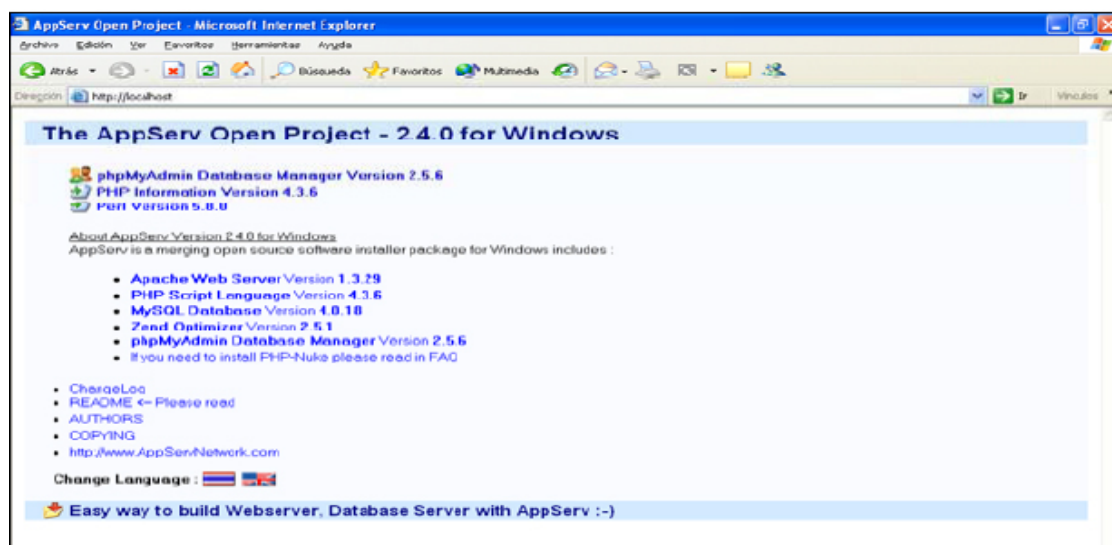 AppServ Open Project - Microsoft Internet Explorer
Archivo Edición Ver Favoritos Herramientas Ayuda
Atrás Búsqueda Favoritos Multimedia
Dirección http://localhost Ir Vínculos
The AppServ Open Project - 2.4.0 for Windows
phpMyAdmin Database Manager Version 2.5.6
PHP Information Version 4.3.6
Perl Version 5.8.0
About AppServ Version 2.4.0 for Windows
AppServ is a merging open source software installer package for Windows includes :
• Apache Web Server Version 1.3.29
• PHP Script Language Version 4.3.6
• MySQL Database Version 4.0.18
• Zend Optimizer Version 2.5.1
• phpMyAdmin Database Manager Version 2.5.6
• If you need to install PHP-Nuke please read in FAQ
• ChangeLog
• README <-- Please read
• AUTHORS
• COPYING
• http://www.AppServNetwork.com
Change Language :
Easy way to build Webserver, Database Server with AppServ :-)